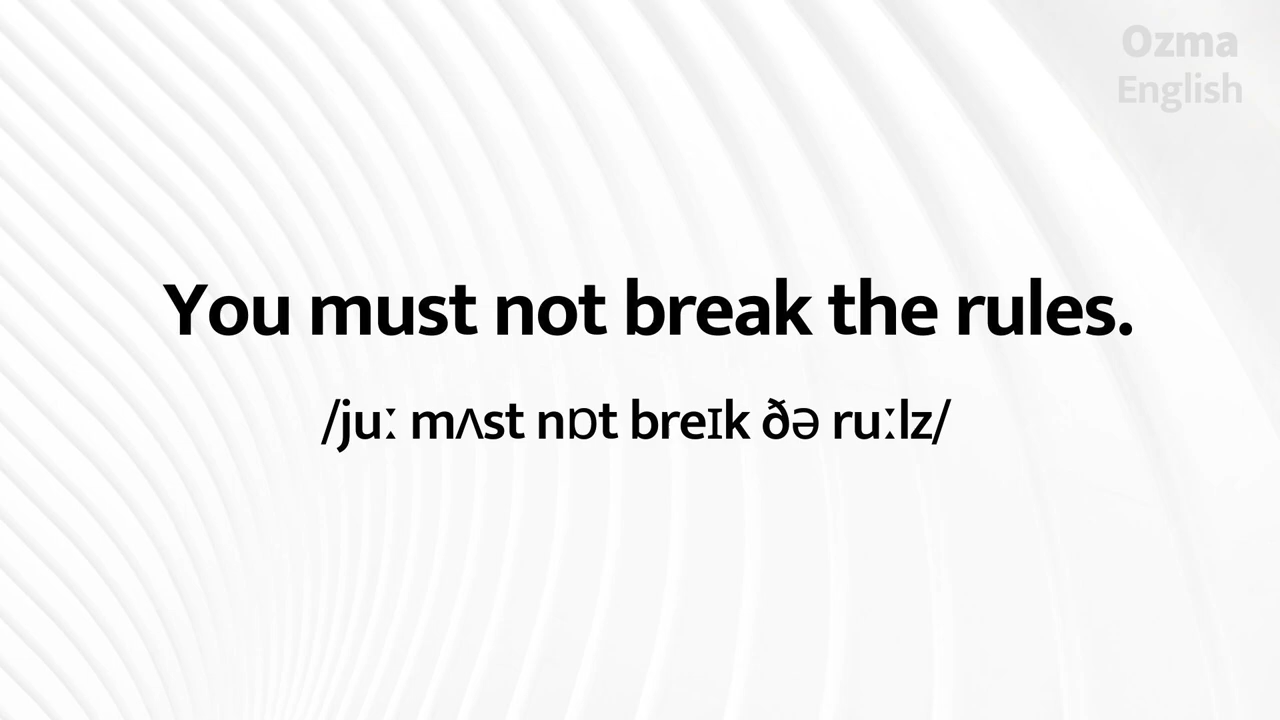 Ozma
English
You must not break the rules.
/juː mʌst nɒt breɪk ðə ruːlz/